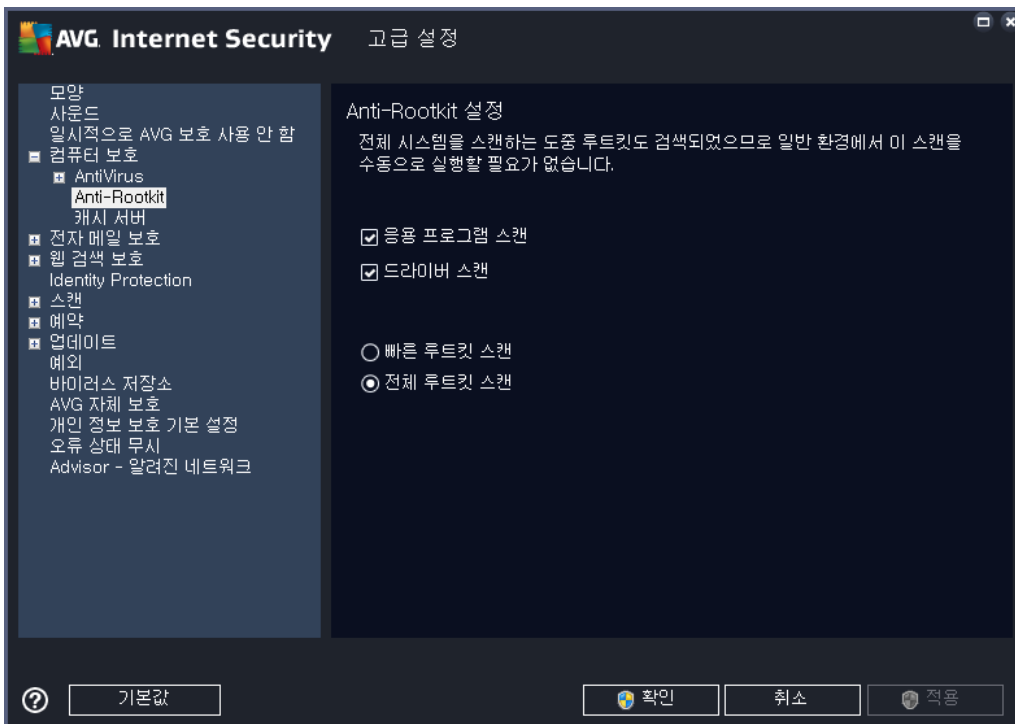 AVG. Internet Security 고급 설정
모양
사운드
일시적으로 AVG 보호 사용 안 함
컴퓨터 보호
AntiVirus
Anti-Rootkit
캐시 서버
전자 메일 보호
웹 검색 보호
Identity Protection
스캔
예약
업데이트
예외
바이러스 저장소
AVG 자체 보호
개인 정보 보호 기본 설정
오류 상태 무시
Advisor - 알려진 네트워크
Anti-Rootkit 설정
전체 시스템을 스캔하는 도중 루트킷도 검색되었으므로 일반 환경에서 이 스캔을
수동으로 실행할 필요가 없습니다.
응용 프로그램 스캔
드라이버 스캔
빠른 루트킷 스캔
전체 루트킷 스캔
기본값
확인
취소
적용